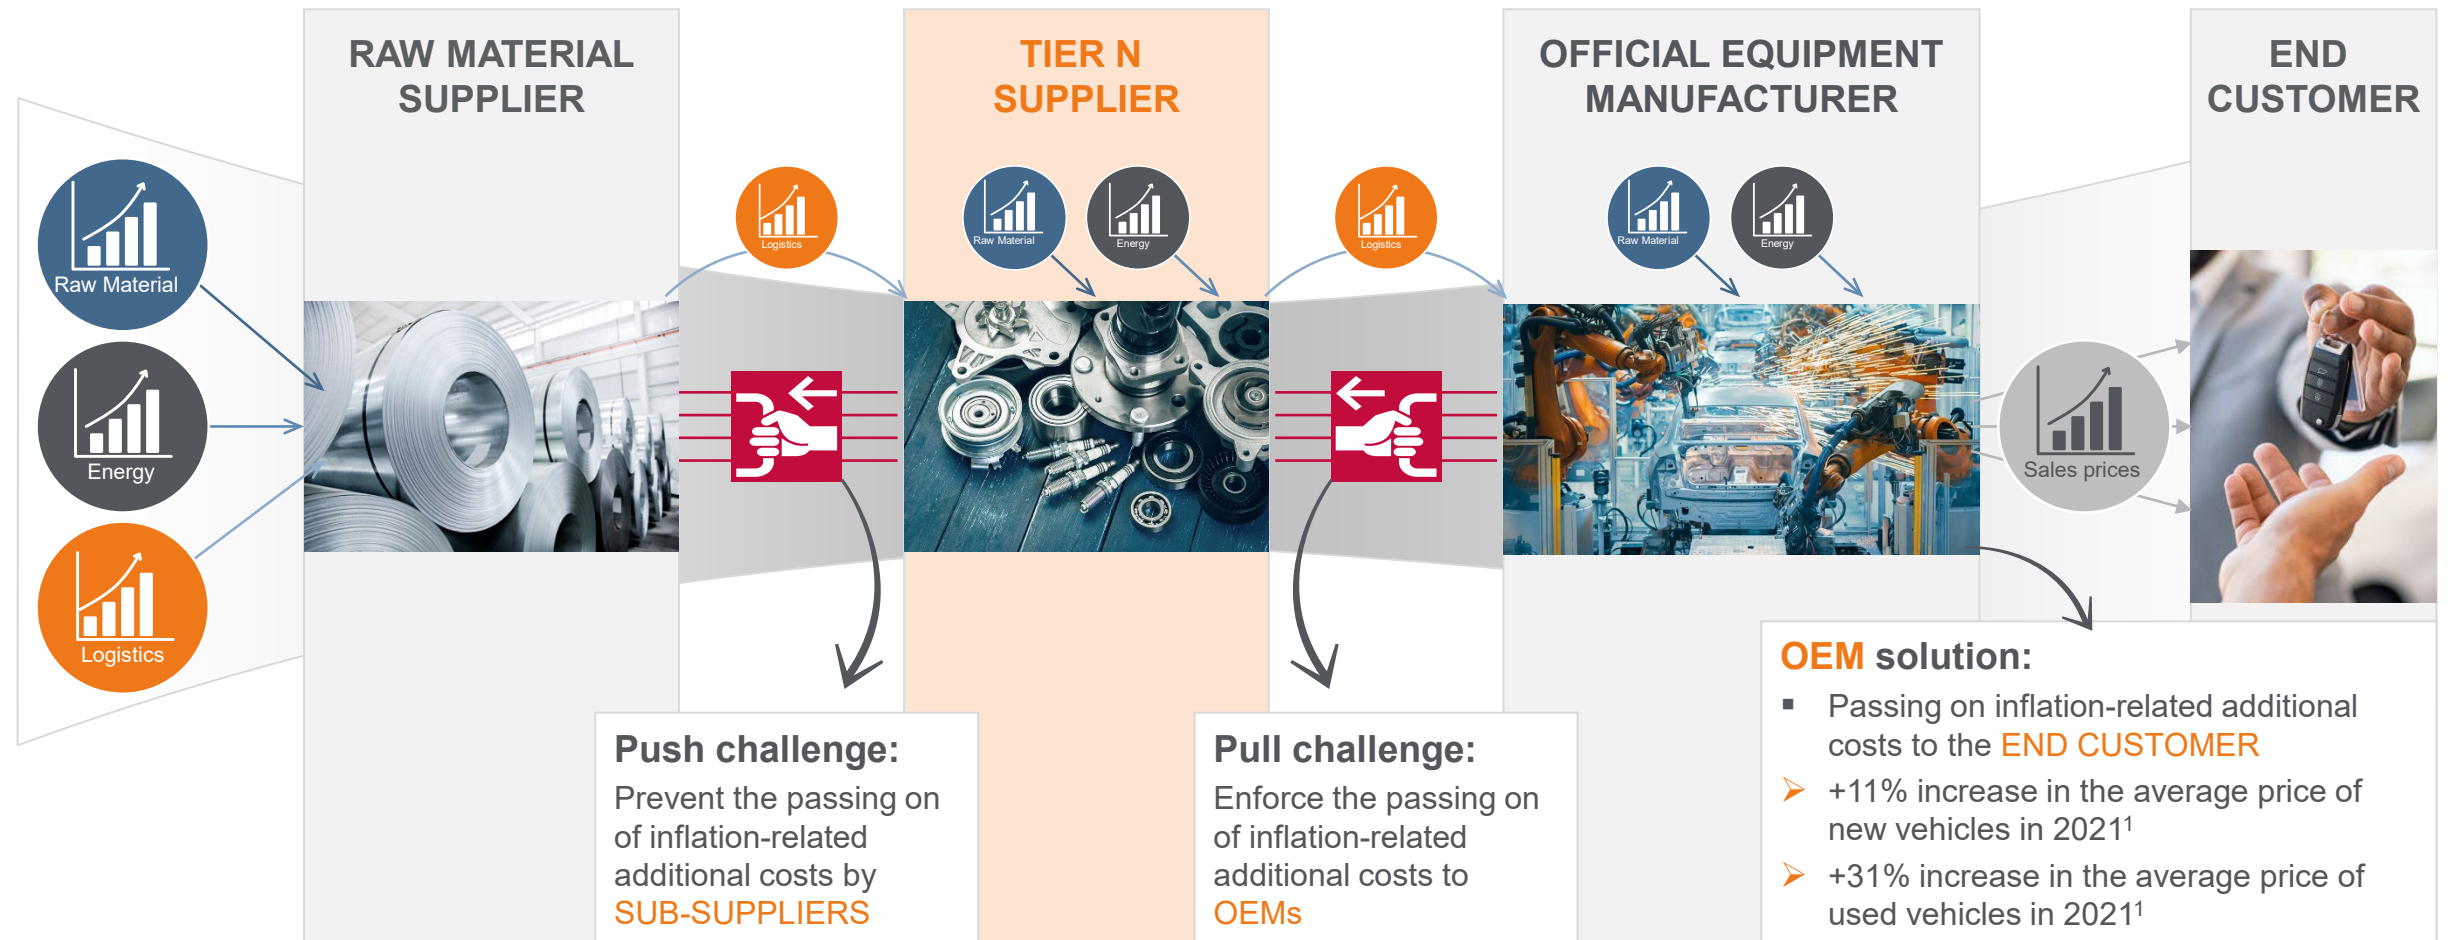 RAW MATERIAL
SUPPLIER
TIER N
SUPPLIER
OFFICIAL EQUIPMENT
MANUFACTURER
END
CUSTOMER
Raw Material
Energy
Logistics
Logistics
Raw Material
Energy
Logistics
Raw Material
Energy
Sales prices
Push challenge:
Prevent the passing on
of inflation-related
additional costs by
SUB-SUPPLIERS
Pull challenge:
Enforce the passing on
of inflation-related
additional costs to
OEMs
OEM solution:
▪ Passing on inflation-related additional
costs to the END CUSTOMER
➢ +11% increase in the average price of
new vehicles in 2021¹
➢ +31% increase in the average price of
used vehicles in 2021¹